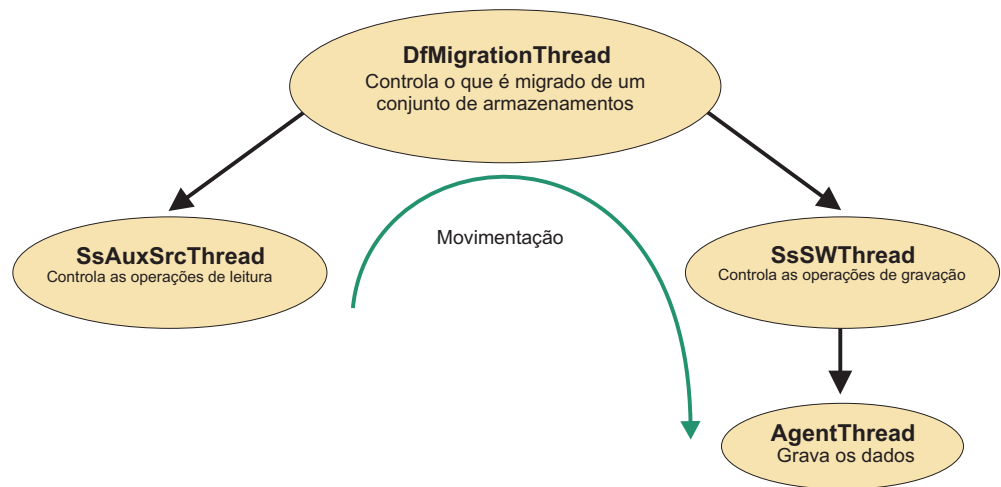 DfMigrationThread
Controla o que é migrado de um
conjunto de armazenamentos
Movimentação
SsAuxSrcThread
Controla as operações de leitura
SsSWThread
Controla as operações de gravação
AgentThread
Grava os dados